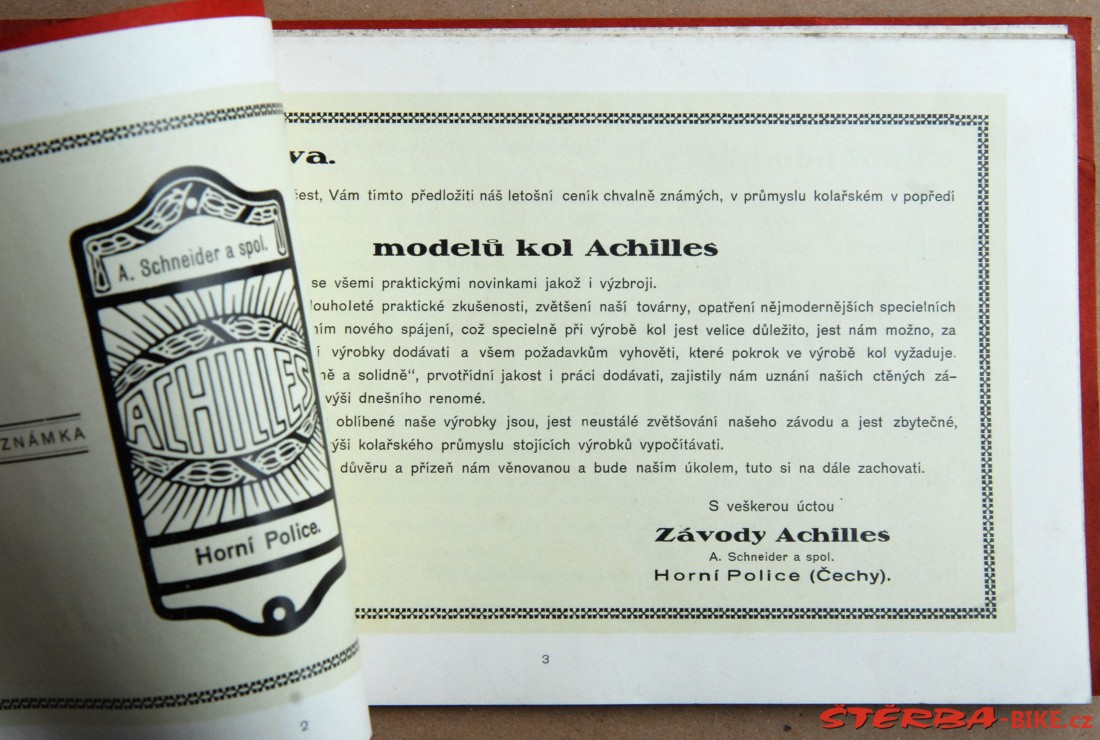 A. Schneider a spol.
ACHILLES
Horní Police.
ZNÁMKA
2
va.
čest, Vám tímto předložiti náš letošní ceník chvalně známých, v průmyslu kolařském v popředí
modelů kol Achilles
se všemi praktickými novinkami jakož i výzbroji.
louholeté praktické zkušenosti, zvětšení naší továrny, opatření nějmodernějších specielních
ním nového spájení, což specielně při výrobě kol jest velice důležito, jest nám možno, za
í výrobky dodávati a všem požadavkům vyhověti, které pokrok ve výrobě kol vyžaduje.
ně a solidně“, prvotřídní jakost i práci dodávati, zajistily nám uznání našich ctěných zá-
výši dnešního renomé.
oblíbené naše výrobky jsou, jest neustálé zvětšování našeho závodu a jest zbytečné,
ýši kolařského průmyslu stojících výrobků vypočítávati.
důvěru a přízeň nám věnovanou a bude naším úkolem, tuto si na dále zachovati.
S veškerou úctou
Závody Achilles
A. Schneider a spol.
Horní Police (Čechy).
3
ŠTĚRBA-BIKE.cz